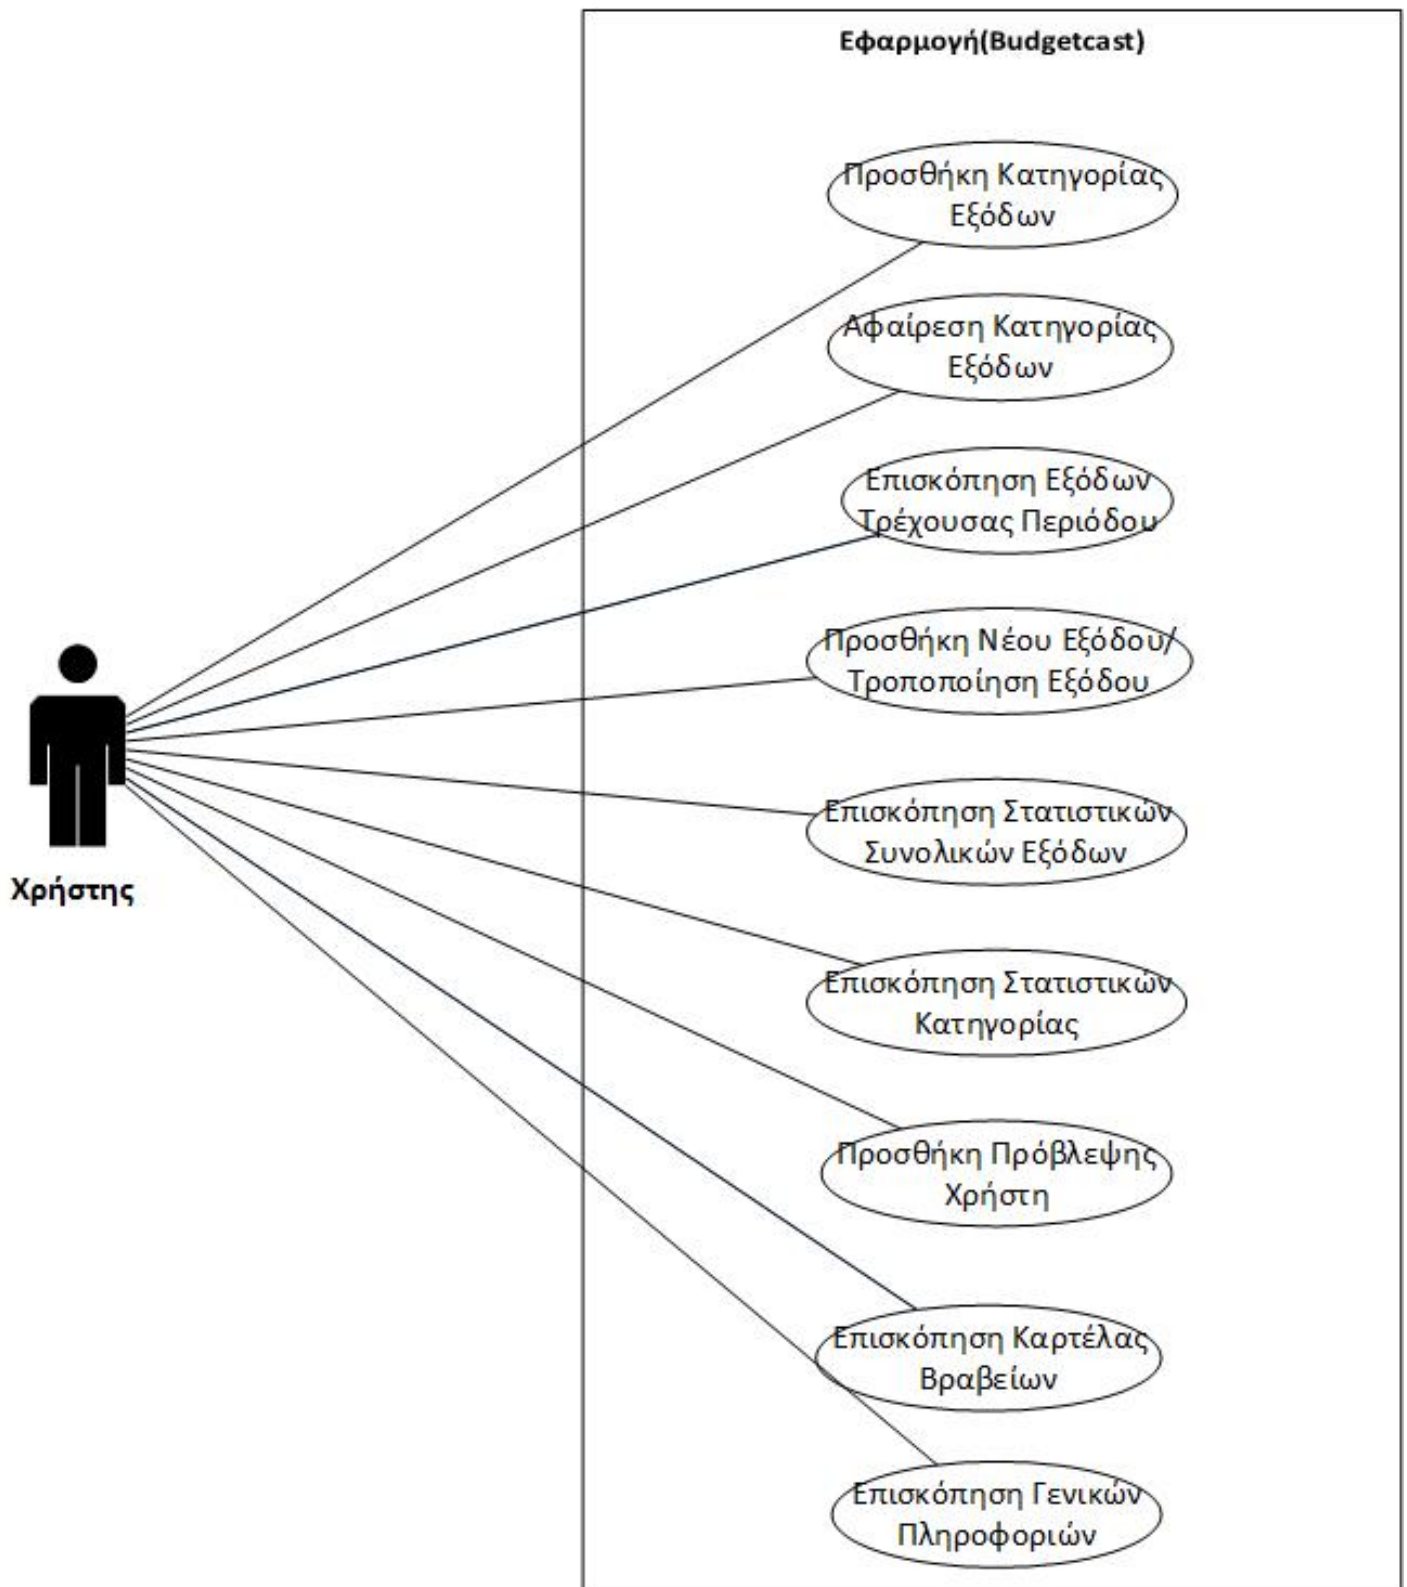 Εφαρμογή(Budgetcast)
Προσθήκη Κατηγορίας
Εξόδων
Αφαίρεση Κατηγορίας
Εξόδων
Επισκόπηση Εξόδων
Τρέχουσας Περιόδου
Προσθήκη Νέου Εξόδου/
Τροποποίηση Εξόδου
Επισκόπηση Στατιστικών
Συνολικών Εξόδων
Χρήστης
Επισκόπηση Στατιστικών
Κατηγορίας
Προσθήκη Πρόβλεψης
Χρήστη
Επισκόπηση Καρτέλας
Βραβείων
Επισκόπηση Γενικών
Πληροφοριών